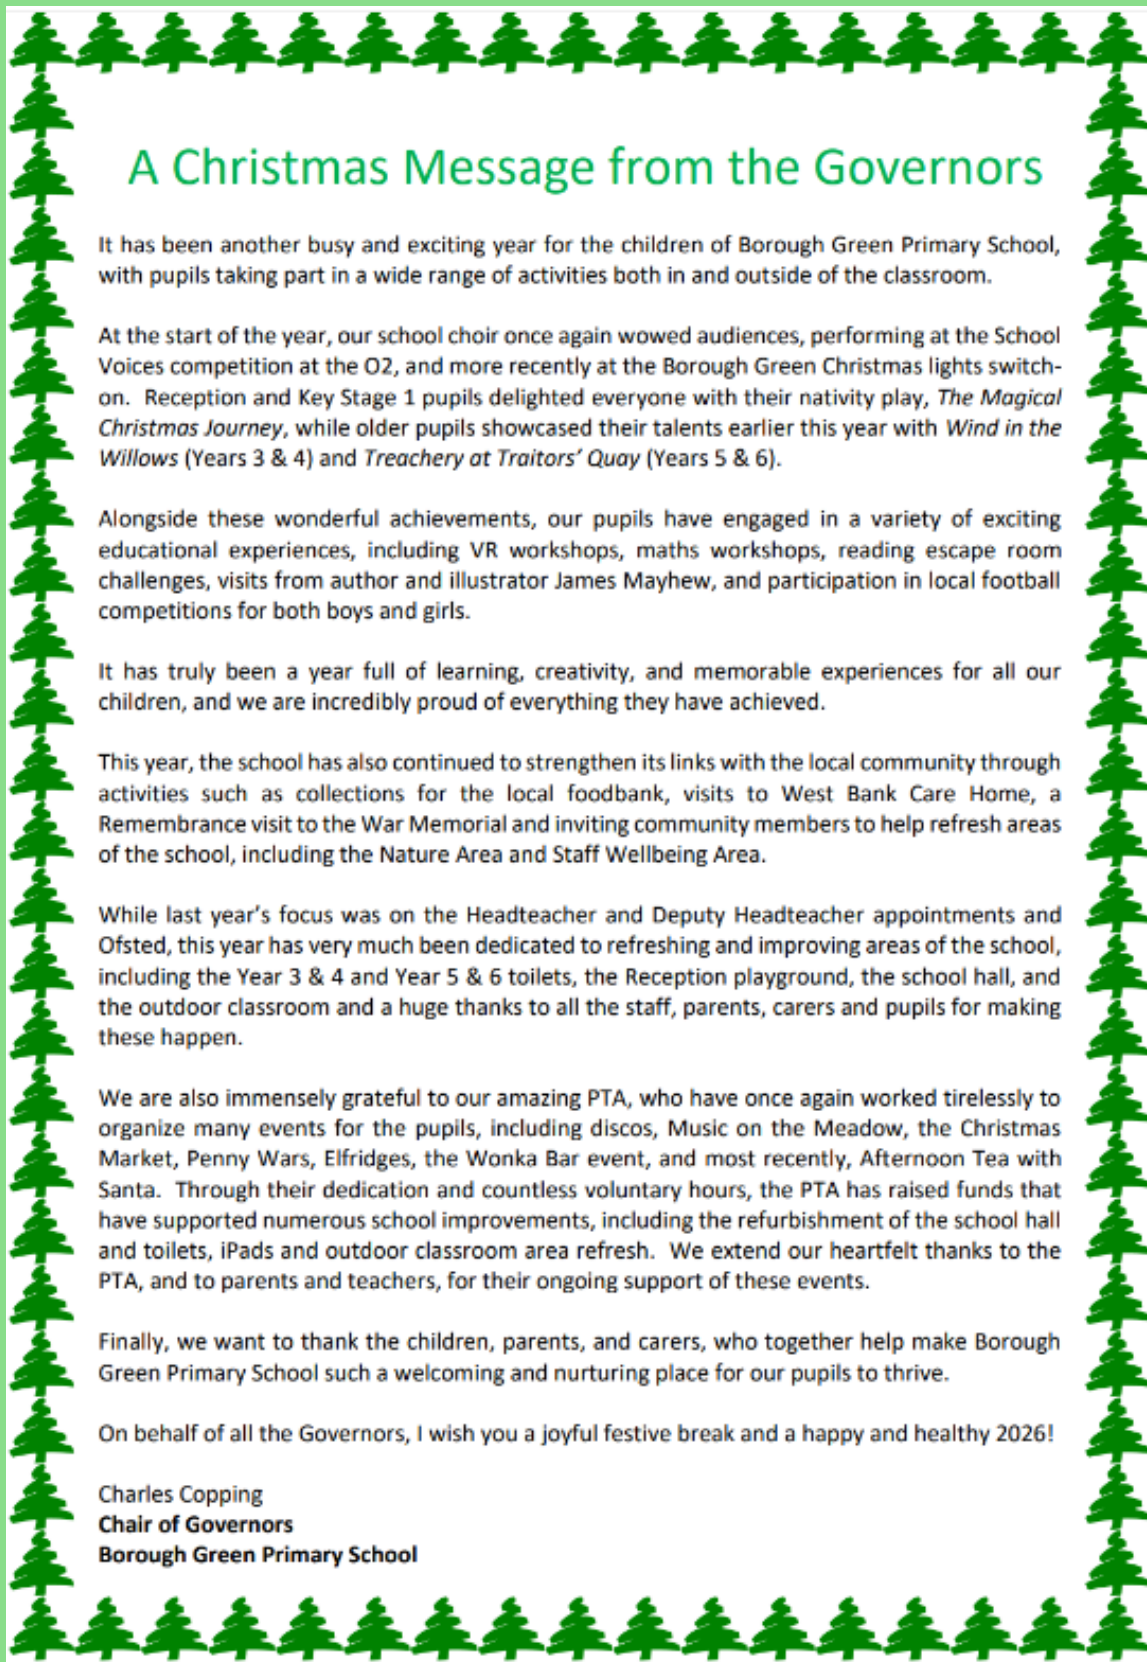 A Christmas Message from the Governors
It has been another busy and exciting year for the children of Borough Green Primary School,
with pupils taking part in a wide range of activities both in and outside of the classroom.
At the start of the year, our school choir once again wowed audiences, performing at the School
Voices competition at the O2, and more recently at the Borough Green Christmas lights switch-
on. Reception and Key Stage 1 pupils delighted everyone with their nativity play, The Magical
Christmas Journey, while older pupils showcased their talents earlier this year with Wind in the
Willows (Years 3 & 4) and Treachery at Traitors' Quay (Years 5 & 6).
Alongside these wonderful achievements, our pupils have engaged in a variety of exciting
educational experiences, including VR workshops, maths workshops, reading escape room
challenges, visits from author and illustrator James Mayhew, and participation in local football
competitions for both boys and girls.
It has truly been a year full of learning, creativity, and memorable experiences for all our
children, and we are incredibly proud of everything they have achieved.
This year, the school has also continued to strengthen its links with the local community through
activities such as collections for the local foodbank, visits to West Bank Care Home, a
Remembrance visit to the War Memorial and inviting community members to help refresh areas
of the school, including the Nature Area and Staff Wellbeing Area.
While last year's focus was on the Headteacher and Deputy Headteacher appointments and
Ofsted, this year has very much been dedicated to refreshing and improving areas of the school,
including the Year 3 & 4 and Year 5 & 6 toilets, the Reception playground, the school hall, and
the outdoor classroom and a huge thanks to all the staff, parents, carers and pupils for making
these happen.
We are also immensely grateful to our amazing PTA, who have once again worked tirelessly to
organize many events for the pupils, including discos, Music on the Meadow, the Christmas
Market, Penny Wars, Elfridges, the Wonka Bar event, and most recently, Afternoon Tea with
Santa. Through their dedication and countless voluntary hours, the PTA has raised funds that
have supported numerous school improvements, including the refurbishment of the school hall
and toilets, iPads and outdoor classroom area refresh. We extend our heartfelt thanks to the
PTA, and to parents and teachers, for their ongoing support of these events.
Finally, we want to thank the children, parents, and carers, who together help make Borough
Green Primary School such a welcoming and nurturing place for our pupils to thrive.
On behalf of all the Governors, I wish you a joyful festive break and a happy and healthy 2026!
Charles Copping
Chair of Governors
Borough Green Primary School